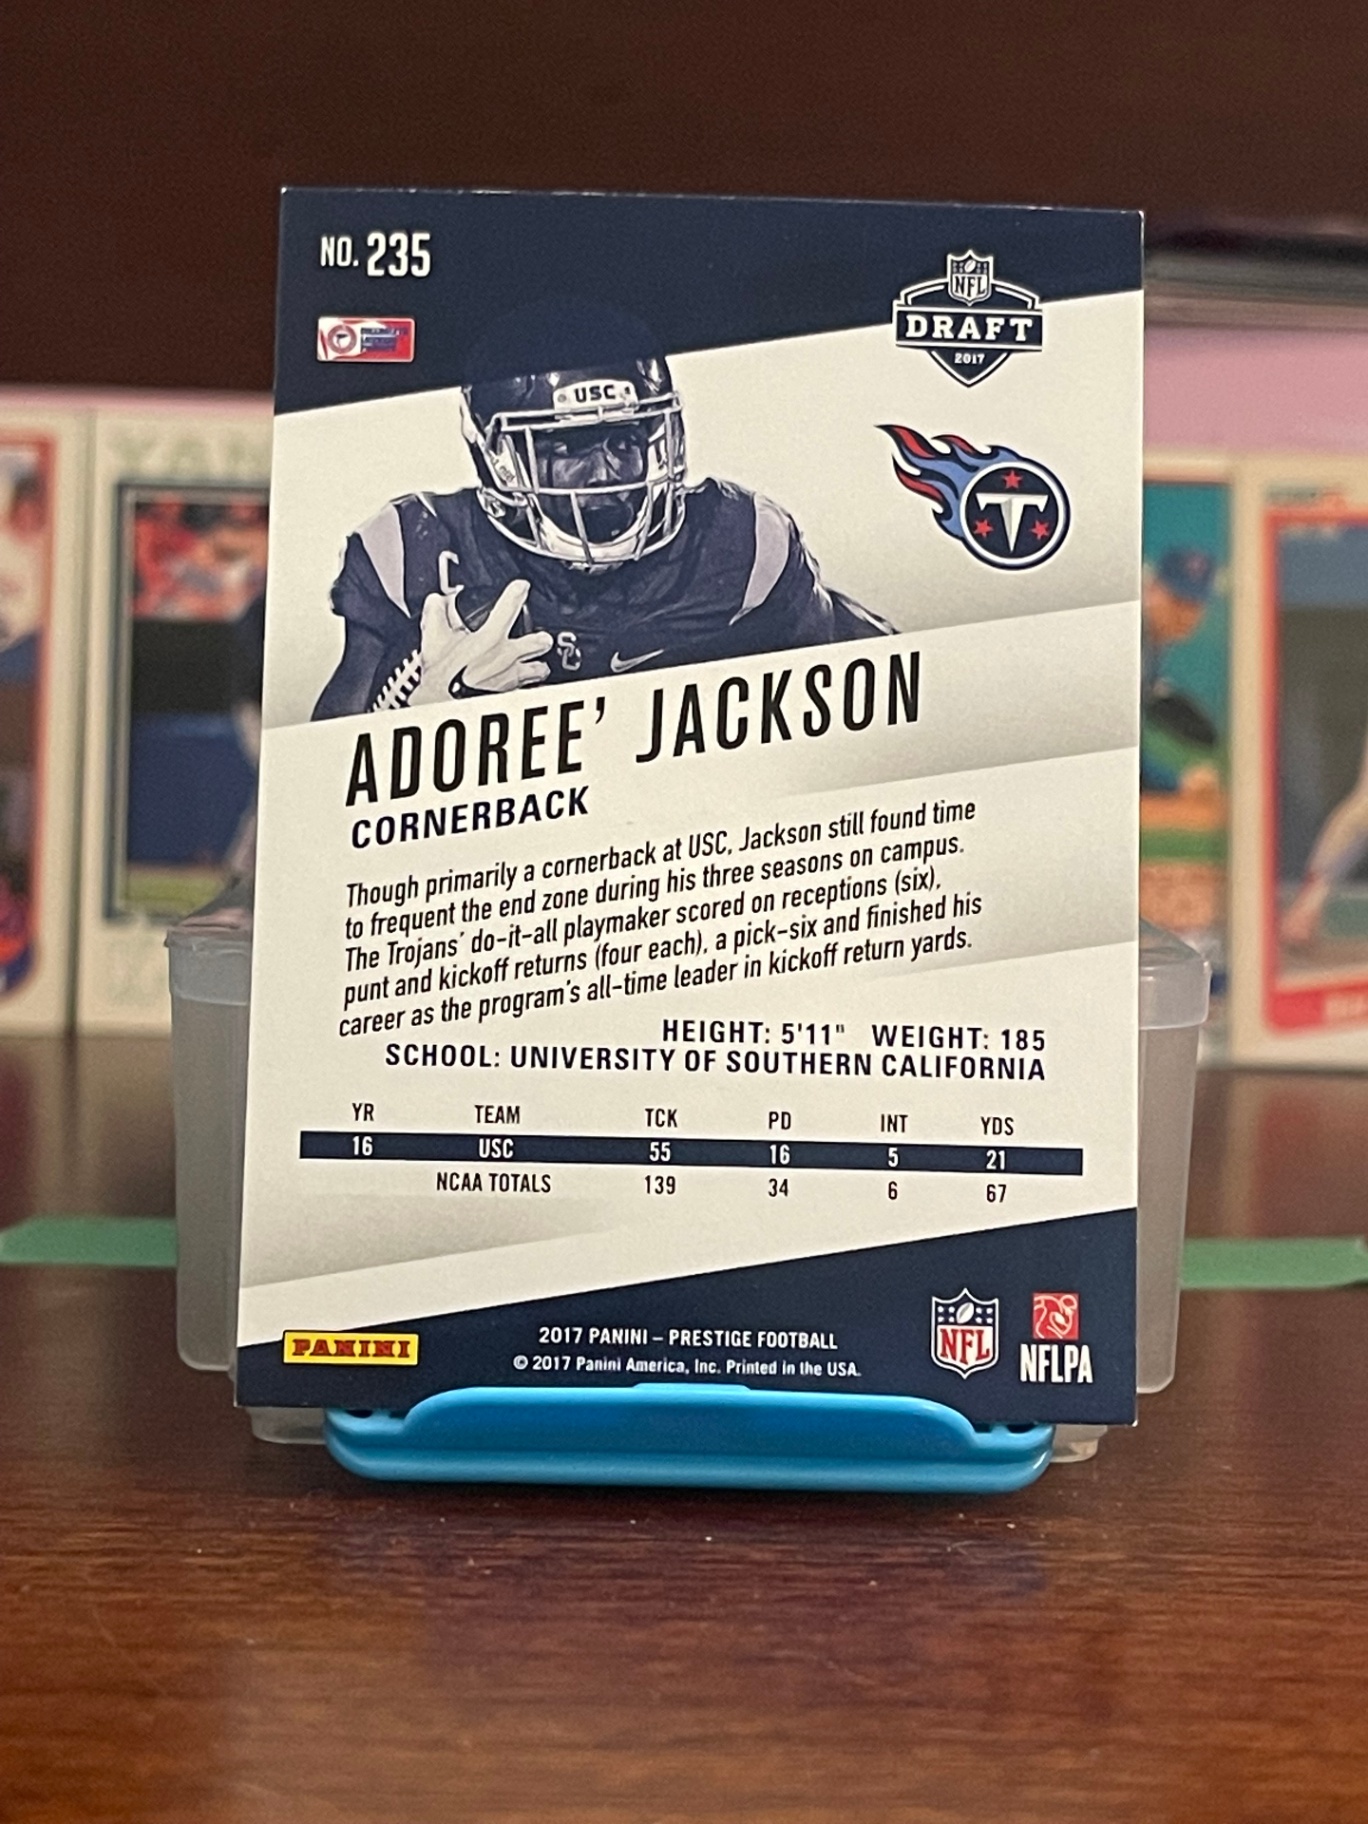 NO. 235
NFL
DRAFT
2017
USC
C
SC
T
ADOREE' JACKSON
CORNERBACK
Though primarily a cornerback at USC, Jackson still found time
to frequent the end zone during his three seasons on campus.
The Trojans' do-it-all playmaker scored on receptions (six),
punt and kickoff returns (four each), a pick-six and finished his
career as the program's all-time leader in kickoff return yards.
HEIGHT: 5'11" WEIGHT: 185
SCHOOL: UNIVERSITY OF SOUTHERN CALIFORNIA
YR TEAM TCK PD INT YDS
16 USC 55 16 5 21
NCAA TOTALS 139 34 6 67
PANINI
2017 PANINI – PRESTIGE FOOTBALL
© 2017 Panini America, Inc. Printed in the USA.
NFL
NFLPA